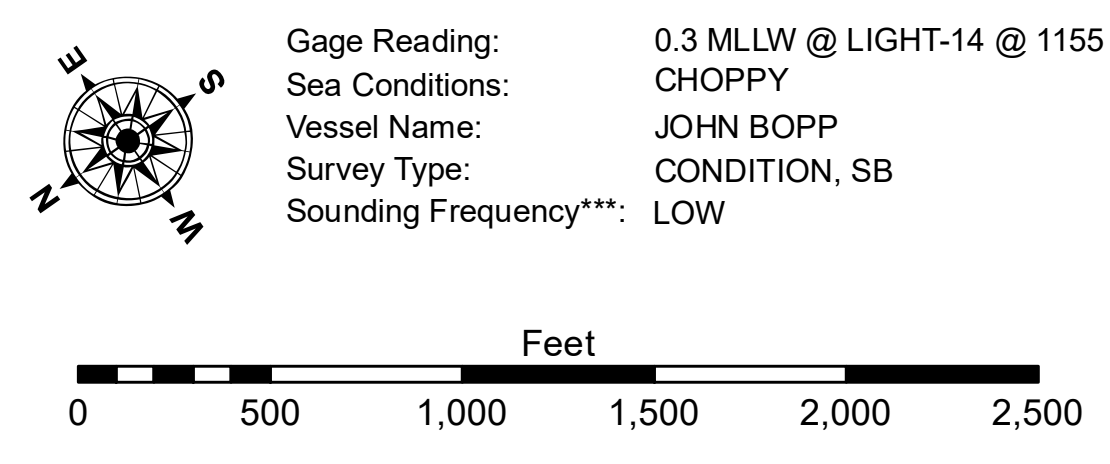 E
S
N
W
Gage Reading: 0.3 MLLW @ LIGHT-14 @ 1155
Sea Conditions: CHOPPY
Vessel Name: JOHN BOPP
Survey Type: CONDITION, SB
Sounding Frequency***: LOW
Feet
0 500 1,000 1,500 2,000 2,500